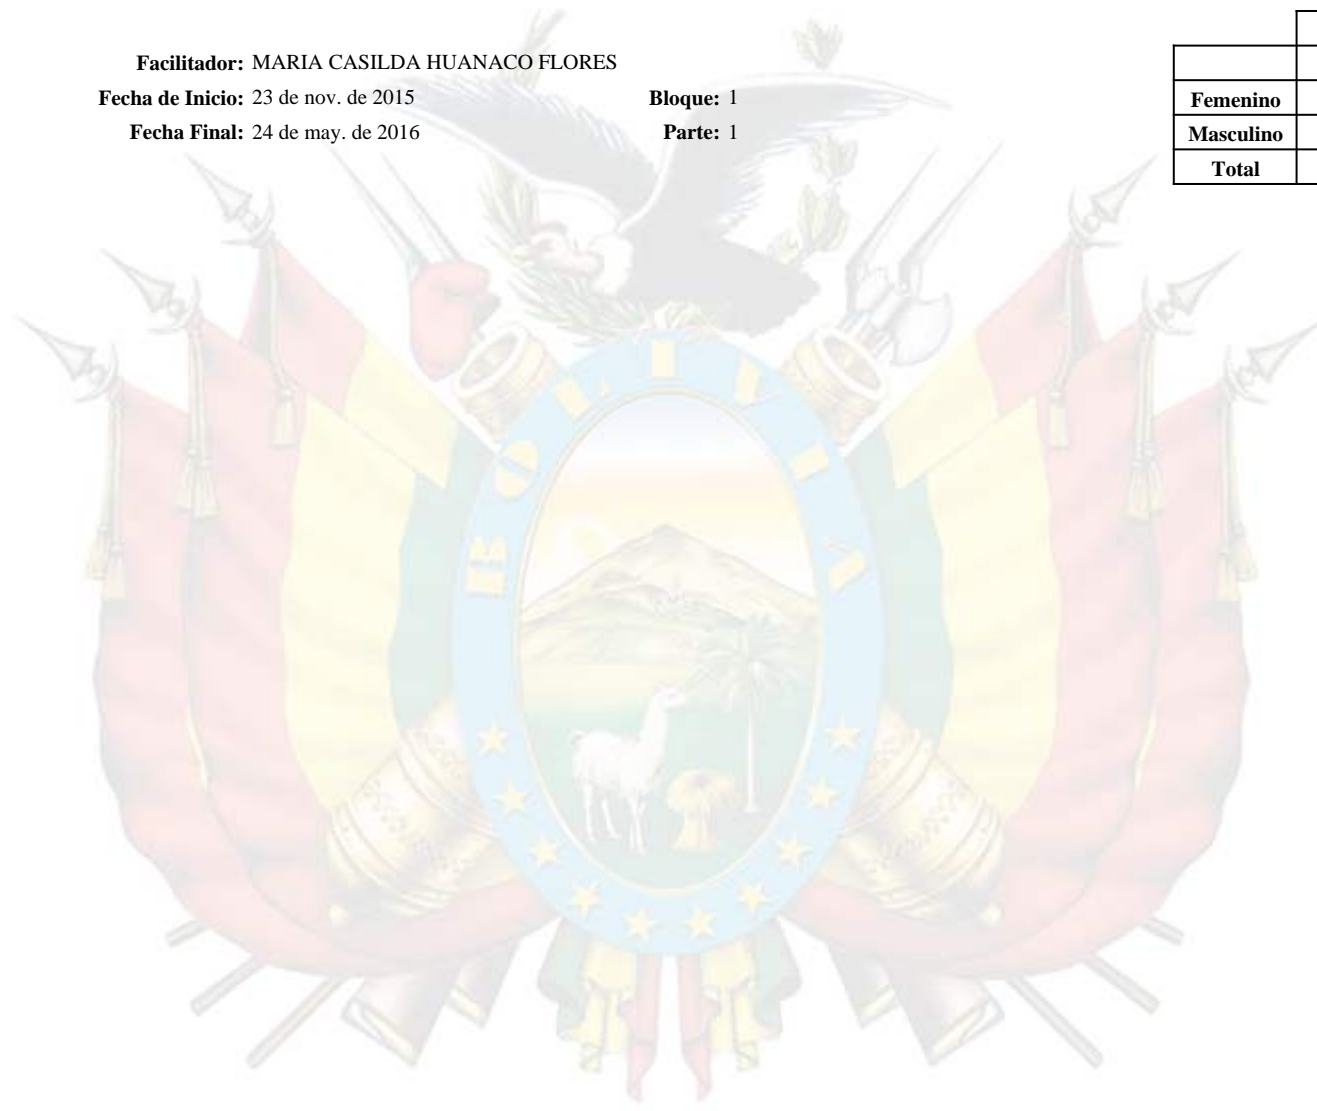 Facilitador: MARIA CASILDA HUANACO FLORES
Fecha de Inicio: 23 de nov. de 2015 Bloque: 1
Fecha Final: 24 de may. de 2016 Parte: 1
Femenino
Masculino
Total
BOLIVIA